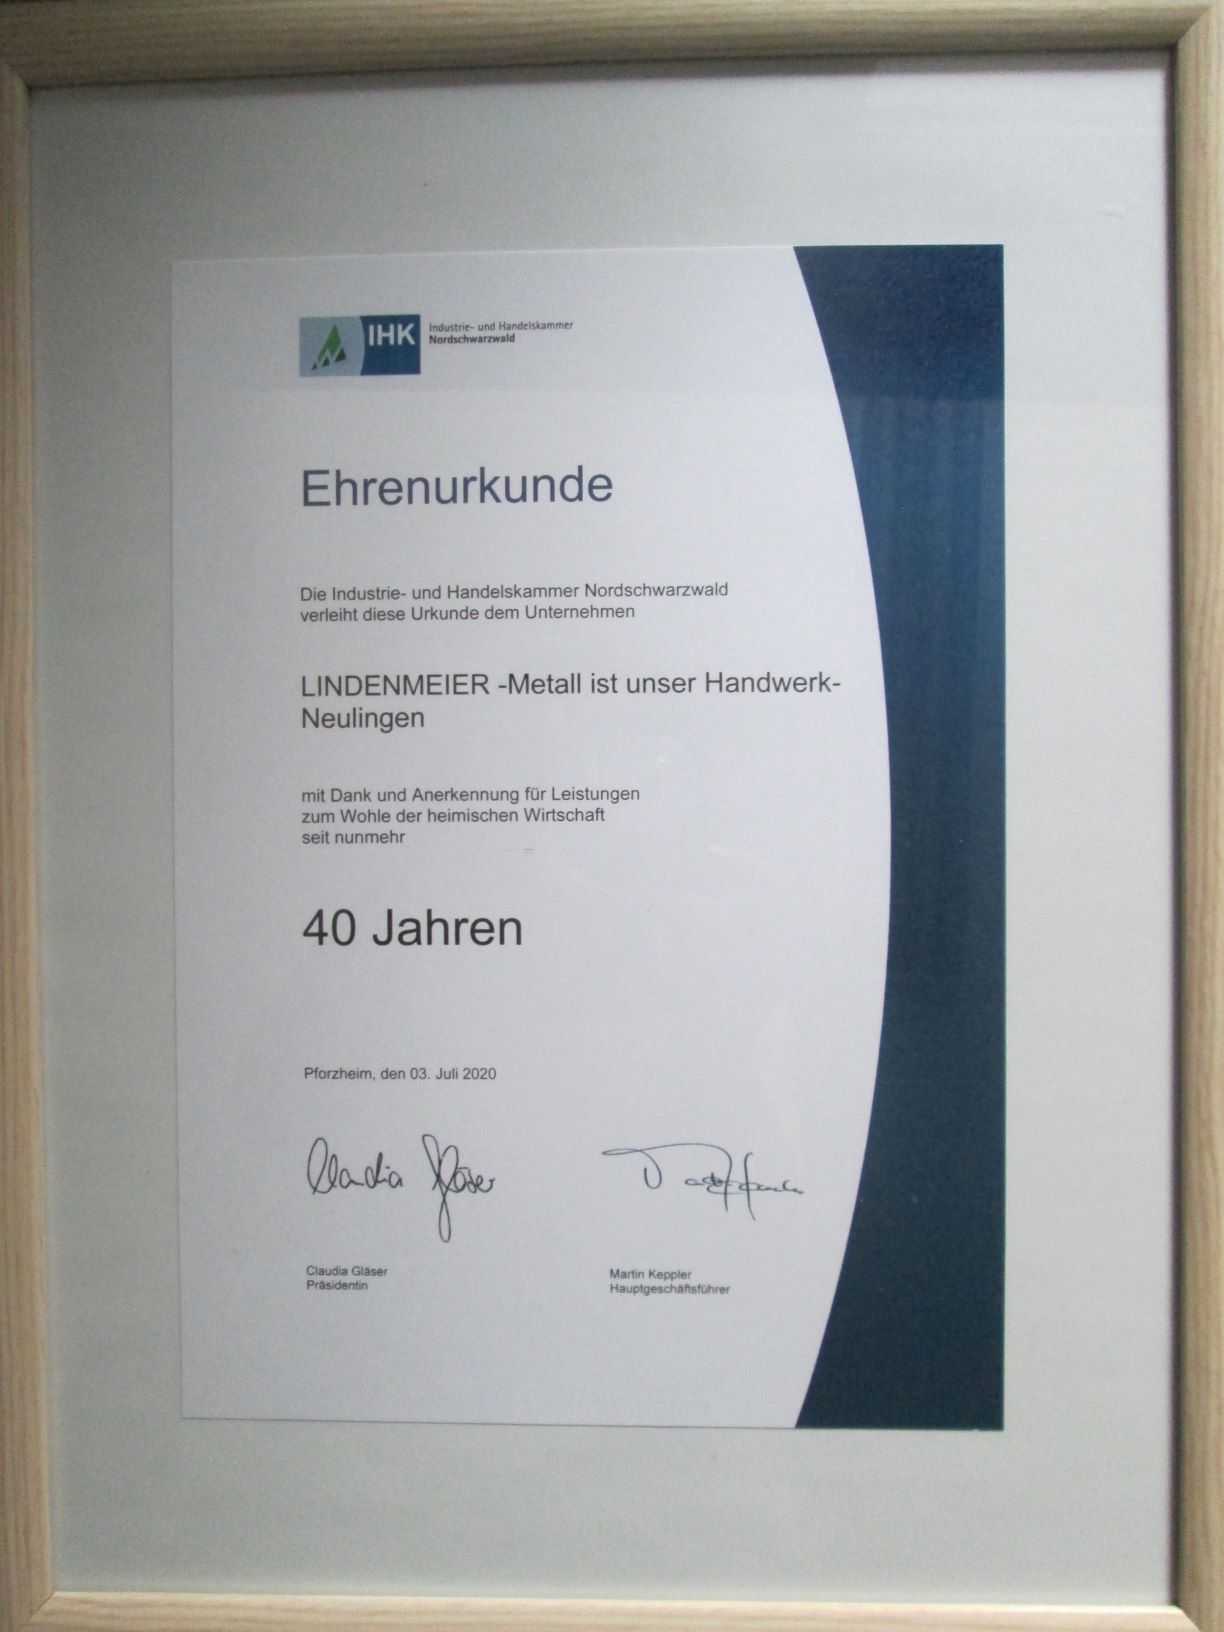 IHK
Industrie- und Handelskammer
Nordschwarzwald
Ehrenurkunde
Die Industrie- und Handelskammer Nordschwarzwald
verleiht diese Urkunde dem Unternehmen
LINDENMEIER -Metall ist unser Handwerk-
Neulingen
mit Dank und Anerkennung für Leistungen
zum Wohle der heimischen Wirtschaft
seit nunmehr
40 Jahren
Pforzheim, den 03. Juli 2020
Claudia Gläser
Claudia Gläser
Präsidentin
Martin Keppler
Hauptgeschäftsführer